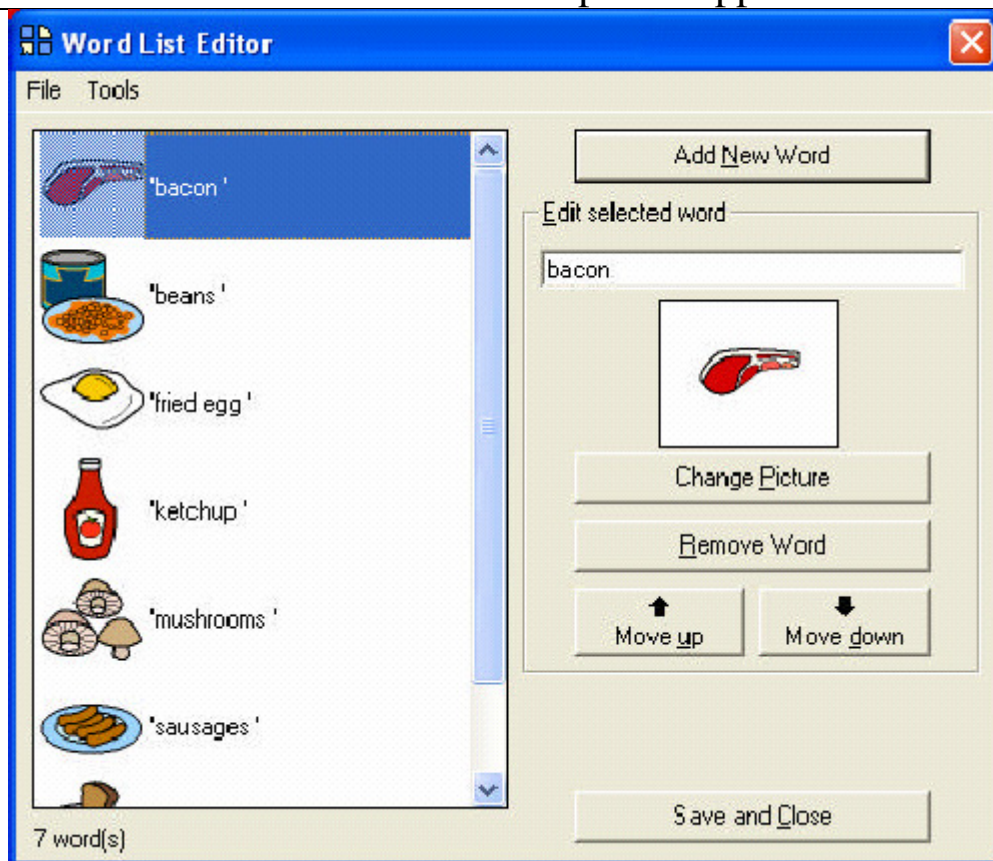 Word List Editor
File Tools
'bacon '
'beans '
'fried egg '
'ketchup '
'mushrooms '
'sausages '
7 word(s)
Add New Word
Edit selected word
bacon
Change Picture
Remove Word
Move up
Move down
Save and Close